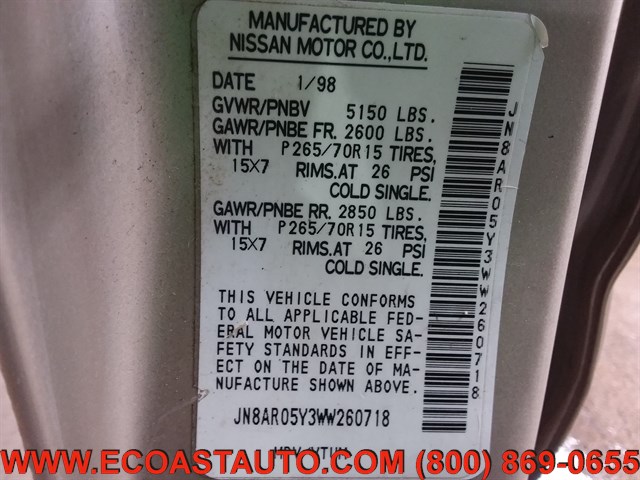 MANUFACTURED BY
NISSAN MOTOR CO.,LTD.
DATE 1/98
GVWR/PNBV 5150 LBS.
GAWR/PNBE FR. 2600 LBS.
WITH P265/70R15 TIRES,
15X7 RIMS.AT 26 PSI
COLD SINGLE.
GAWR/PNBE RR. 2850 LBS.
WITH P265/70R15 TIRES,
15X7 RIMS.AT 26 PSI
COLD SINGLE.
THIS VEHICLE CONFORMS
TO ALL APPLICABLE FED-
ERAL MOTOR VEHICLE SA-
FETY STANDARDS IN EFF-
ECT ON THE DATE OF MA-
NUFACTURE SHOWN ABOVE.
JN8AR05Y3WW260718
JN8AR05Y3WW260718
WWW.ECOASTAUTO.COM (800) 869-0655